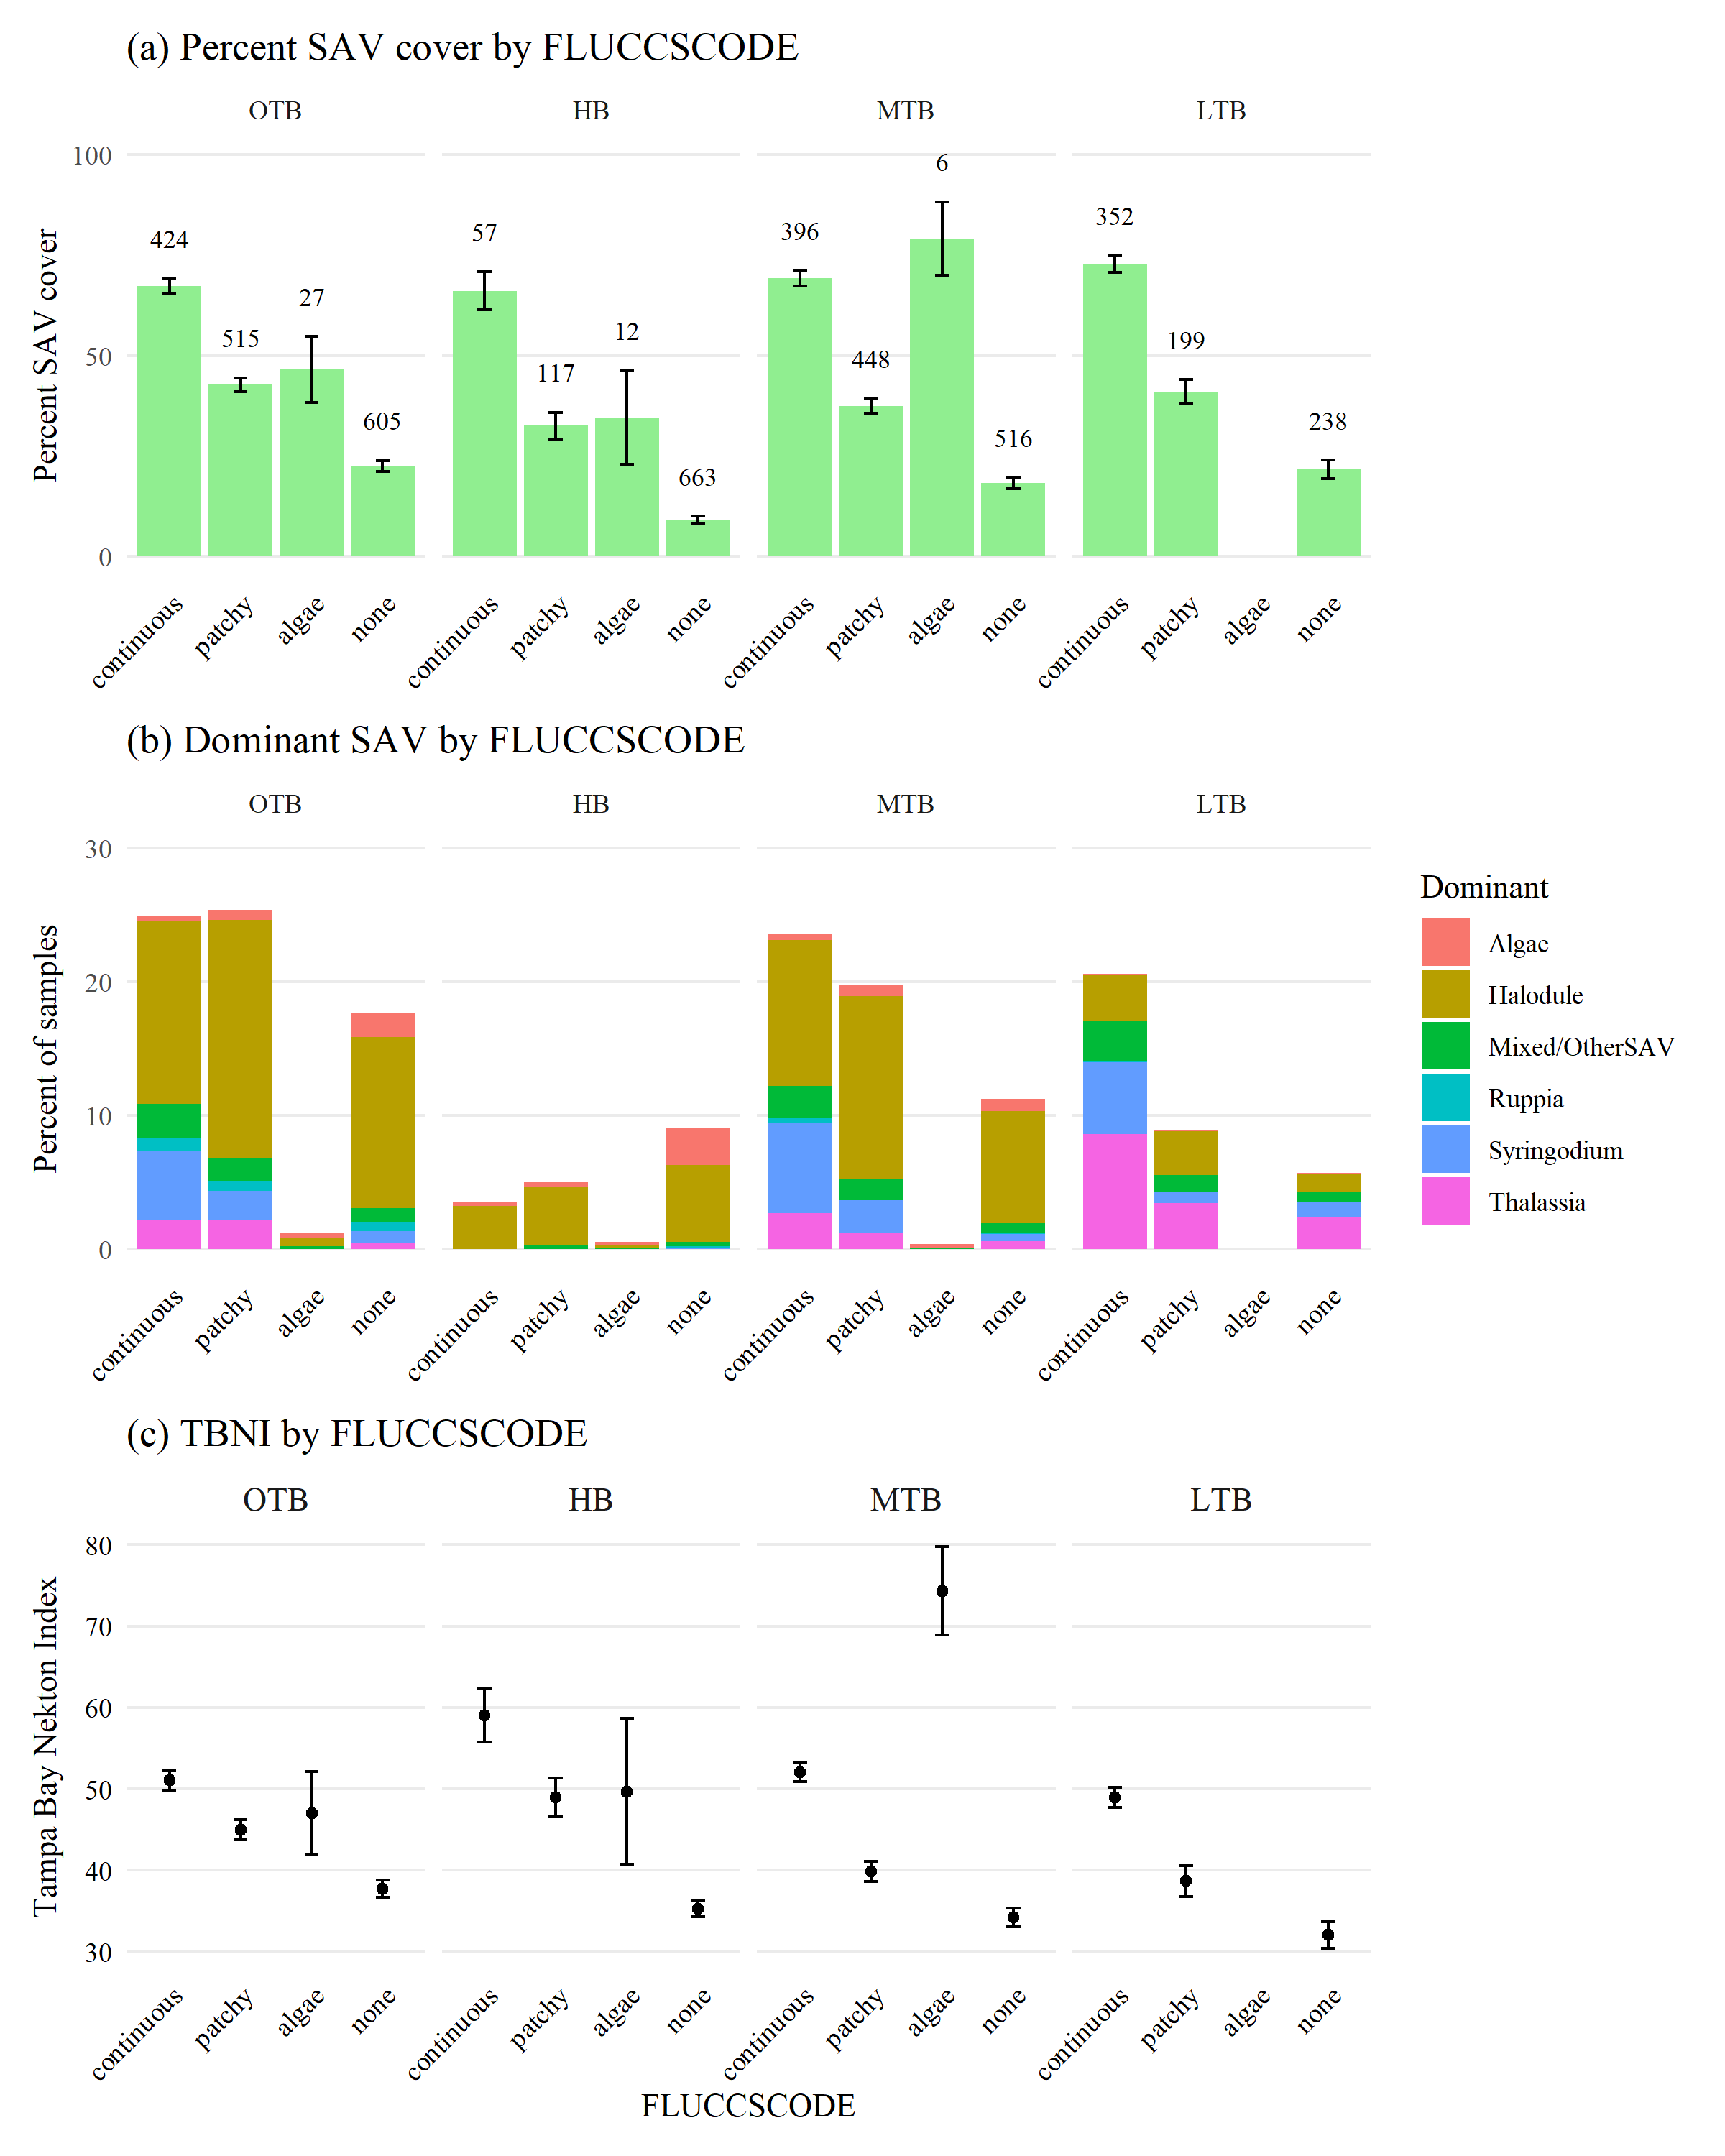 (a) Percent SAV cover by FLUCCSCODE
OTB HB MTB LTB
Percent SAV cover
100
50
0
424 515 27 605
57 117 12 663
396 448 6 516
352 199 238
continuous patchy algae none continuous patchy algae none continuous patchy algae none continuous patchy algae none
(b) Dominant SAV by FLUCCSCODE
OTB HB MTB LTB
Percent of samples
30
20
10
0
continuous patchy algae none continuous patchy algae none continuous patchy algae none continuous patchy algae none
Dominant
Algae
Halodule
Mixed/OtherSAV
Ruppia
Syringodium
Thalassia
(c) TBNI by FLUCCSCODE
OTB HB MTB LTB
Tampa Bay Nekton Index
80
70
60
50
40
30
continuous patchy algae none continuous patchy algae none continuous patchy algae none continuous patchy algae none
FLUCCSCODE